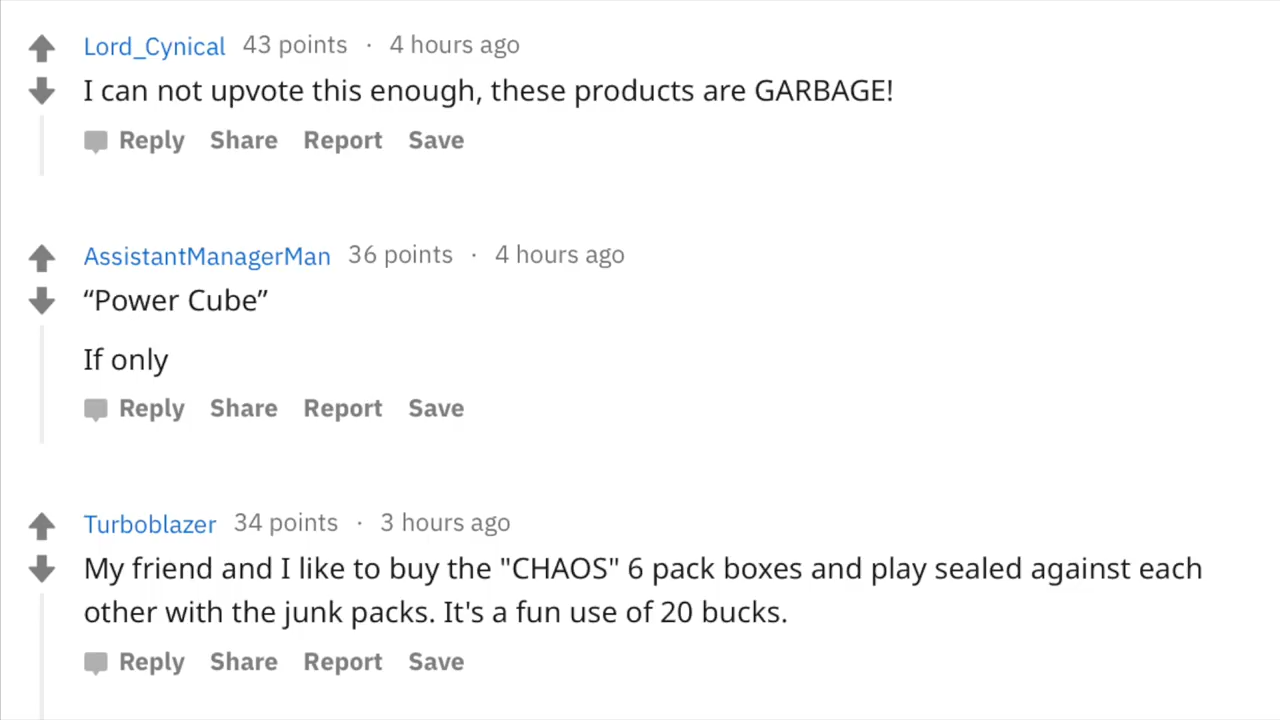 Lord_Cynical 43 points · 4 hours ago
I can not upvote this enough, these products are GARBAGE!
Reply Share Report Save
AssistantManagerMan 36 points · 4 hours ago
“Power Cube”
If only
Reply Share Report Save
Turboblazer 34 points · 3 hours ago
My friend and I like to buy the "CHAOS" 6 pack boxes and play sealed against each
other with the junk packs. It's a fun use of 20 bucks.
Reply Share Report Save